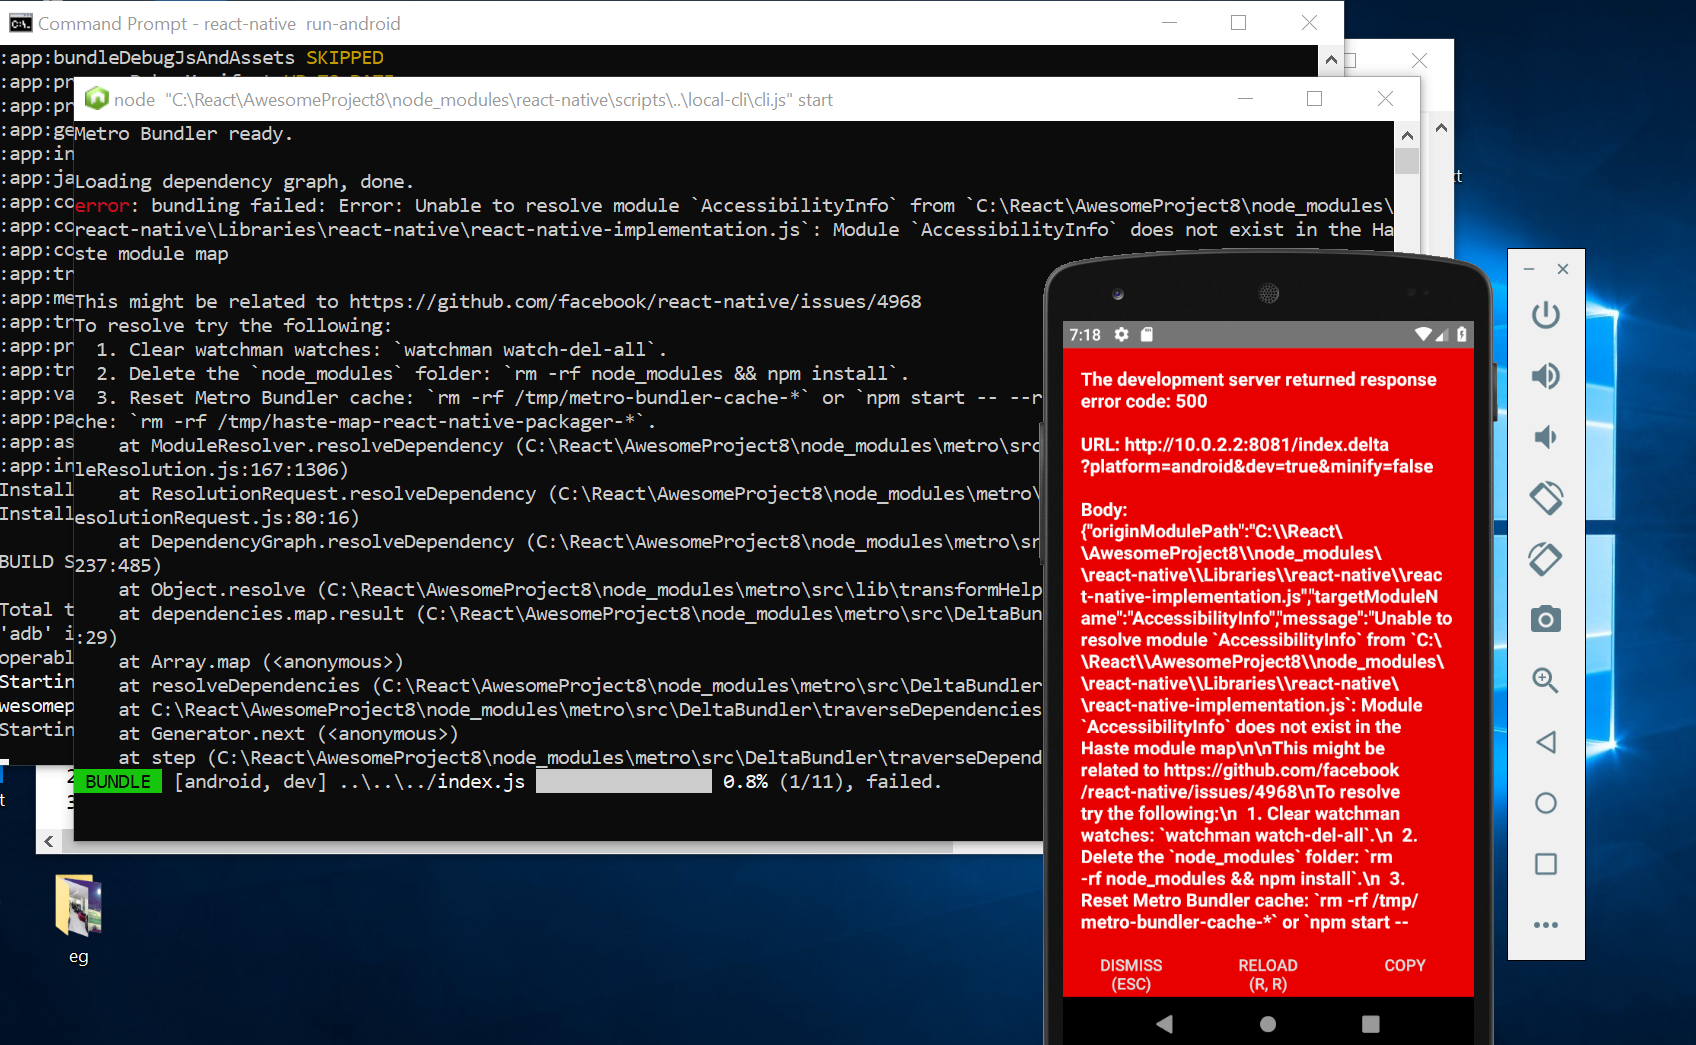 Command Prompt - react-native  run-android
:app:bundleDebugJsAndAssets SKIPPED
:app:pr
:app:pr
:app:ge
:app:in
:app:ja
:app:co
:app:co
:app:co
:app:tr
:app:me
:app:tr
:app:pr
:app:tr
:app:va
:app:pa
:app:as
:app:in
Install
Install
BUILD S
Total t
'adb' i
operabl
Startin
wesomep
Startin
node  "C:\React\AwesomeProject8\node_modules\react-native\scripts\..\local-cli\cli.js" start
Metro Bundler ready.
Loading dependency graph, done.
error: bundling failed: Error: Unable to resolve module `AccessibilityInfo` from `C:\React\AwesomeProject8\node_modules\
react-native\Libraries\react-native\react-native-implementation.js`: Module `AccessibilityInfo` does not exist in the Ha
ste module map
This might be related to https://github.com/facebook/react-native/issues/4968
To resolve try the following:
  1. Clear watchman watches: `watchman watch-del-all`.
  2. Delete the `node_modules` folder: `rm -rf node_modules && npm install`.
  3. Reset Metro Bundler cache: `rm -rf /tmp/metro-bundler-cache-*` or `npm start -- --r
che: `rm -rf /tmp/haste-map-react-native-packager-*`.
    at ModuleResolver.resolveDependency (C:\React\AwesomeProject8\node_modules\metro\src
leResolution.js:167:1306)
    at ResolutionRequest.resolveDependency (C:\React\AwesomeProject8\node_modules\metro\
esolutionRequest.js:80:16)
    at DependencyGraph.resolveDependency (C:\React\AwesomeProject8\node_modules\metro\sr
237:485)
    at Object.resolve (C:\React\AwesomeProject8\node_modules\metro\src\lib\transformHelp
    at dependencies.map.result (C:\React\AwesomeProject8\node_modules\metro\src\DeltaBun
:29)
    at Array.map (<anonymous>)
    at resolveDependencies (C:\React\AwesomeProject8\node_modules\metro\src\DeltaBundler
    at C:\React\AwesomeProject8\node_modules\metro\src\DeltaBundler\traverseDependencies
    at Generator.next (<anonymous>)
    at step (C:\React\AwesomeProject8\node_modules\metro\src\DeltaBundler\traverseDepend
BUNDLE [android, dev] ..\..\../index.js 0.8% (1/11), failed.
7:18
The development server returned response
error code: 500
URL: http://10.0.2.2:8081/index.delta
?platform=android&dev=true&minify=false
Body:
{"originModulePath":"C:\\React\
\AwesomeProject8\\node_modules\
\react-native\\Libraries\\react-native\\reac
t-native-implementation.js","targetModuleN
ame":"AccessibilityInfo","message":"Unable to
resolve module `AccessibilityInfo` from `C:\
\React\\AwesomeProject8\\node_modules\
\react-native\\Libraries\\react-native\
\react-native-implementation.js`: Module
`AccessibilityInfo` does not exist in the
Haste module map\n\nThis might be
related to https://github.com/facebook
/react-native/issues/4968\nTo resolve
try the following:\n  1. Clear watchman
watches: `watchman watch-del-all`.\n  2.
Delete the `node_modules` folder: `rm
-rf node_modules && npm install`.\n  3.
Reset Metro Bundler cache: `rm -rf /tmp/
metro-bundler-cache-*` or `npm start --
DISMISS
(ESC)
RELOAD
(R, R)
COPY
eg